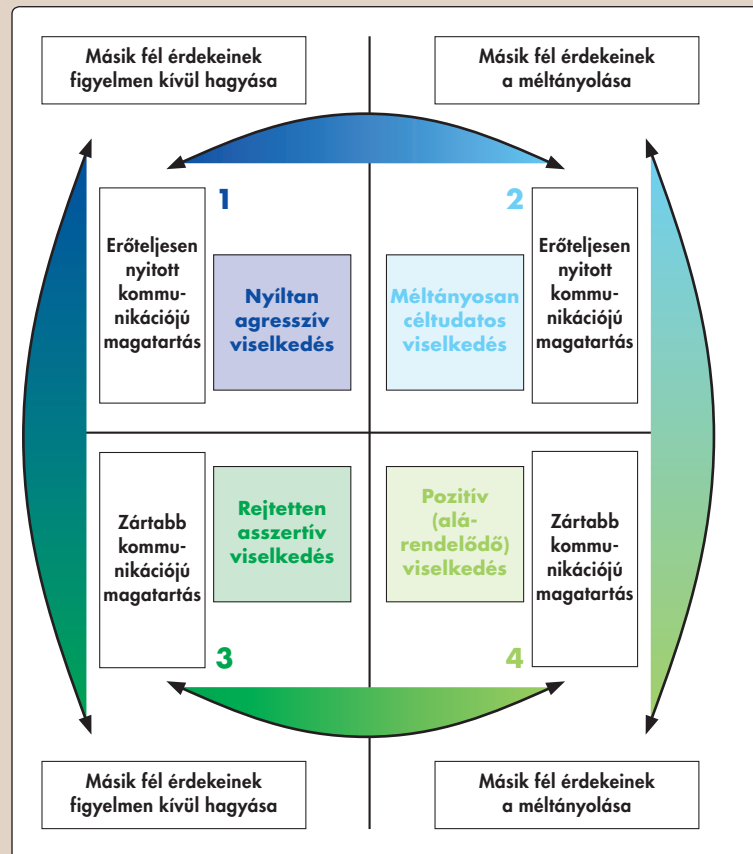 Másik fél érdekeinek
figyelmen kívül hagyása
Másik fél érdekeinek
a méltányolása
1
2
Erőteljesen
nyitott
kommu-
nikációjú
magatartás
Nyíltan
agresszív
viselkedés
Méltányosan
céltudatos
viselkedés
Erőteljesen
nyitott
kommu-
nikációjú
magatartás
Zártabb
kommu-
nikációjú
magatartás
Rejtetten
asszertív
viselkedés
Pozitív
(alá-
rendelődő)
viselkedés
Zártabb
kommu-
nikációjú
magatartás
3
4
Másik fél érdekeinek
figyelmen kívül hagyása
Másik fél érdekeinek
a méltányolása